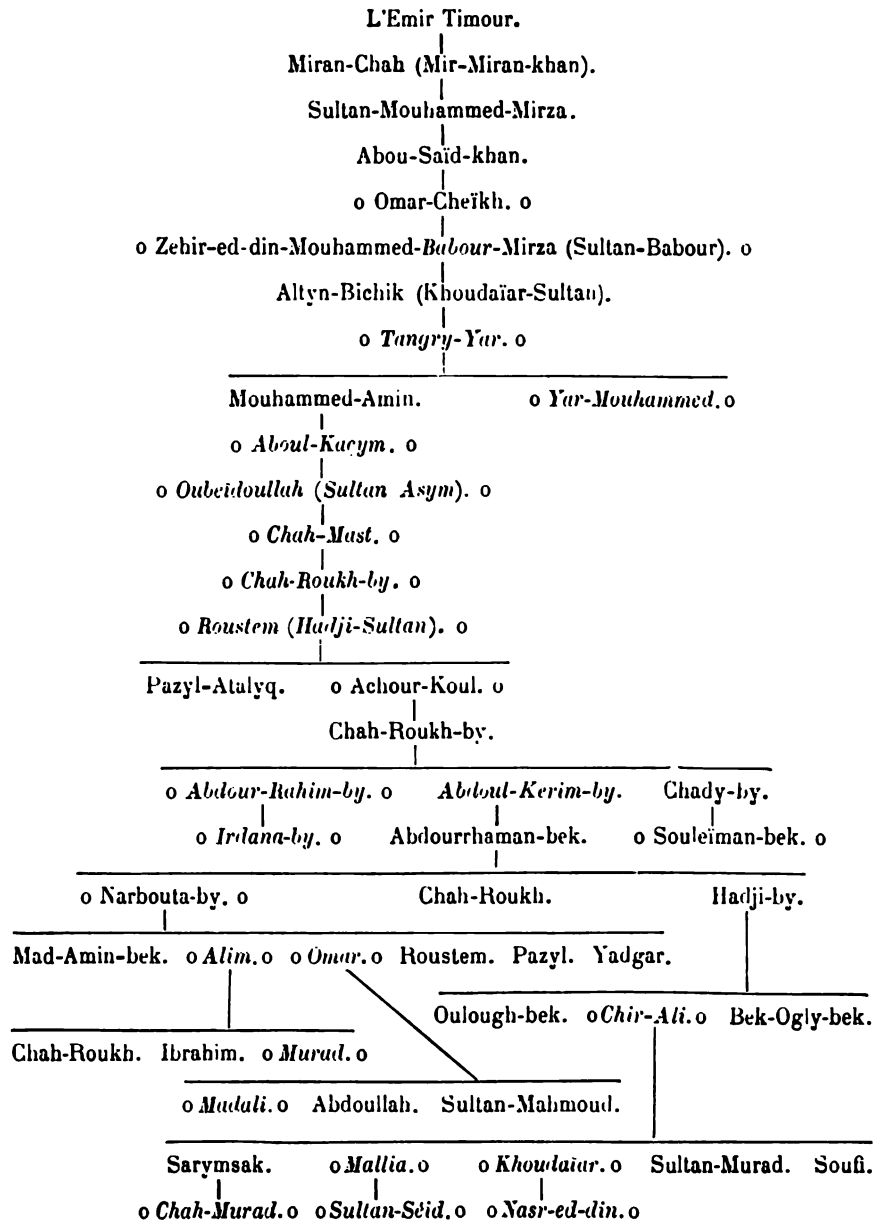 L'Emir Timour.
Miran-Chah (Mir-Miran-khan).
Sultan-Mouhammed-Mirza.
Abou-Saïd-khan.
o Omar-Cheïkh. o
o Zehir-ed-din-Mouhammed-Babour-Mirza (Sultan-Babour). o
Altyn-Bichik (Khoudaïar-Sultan).
o Tangry-Yar. o
Mouhammed-Amin. o Yar-Mouhammed. o
o Aboul-Kacym. o
o Oubeïdoullah (Sultan Asym). o
o Chah-Mast. o
o Chah-Roukh-by. o
o Roustem (Hadji-Sultan). o
Pazyl-Atalyq. o Achour-Koul. o
Chah-Roukh-by.
o Abdour-Rahim-by. o Abdoul-Kerim-by. Chady-by.
o Irdana-by. o Abdourrhaman-bek. o Souleïman-bek. o
o Narbouta-by. o Chah-Roukh. Hadji-by.
Mad-Amin-bek. o Alim. o o Omar. o Roustem. Pazyl. Yadgar.
Oulough-bek. o Chir-Ali. o Bek-Ogly-bek.
Chah-Roukh. Ibrahim. o Murad. o
o Madali. o Abdoullah. Sultan-Mahmoud.
Sarymsak. o Mallia. o o Khoudaïar. o Sultan-Murad. Soufi.
o Chah-Murad. o o Sultan-Séid. o o Nasr-ed-din. o